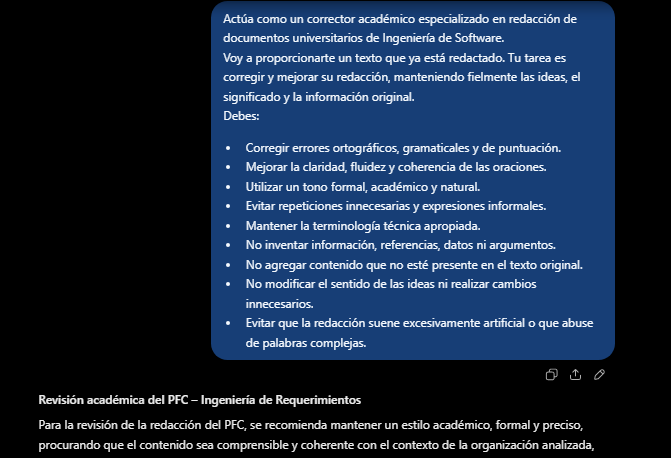 Actúa como un corrector académico especializado en redacción de
documentos universitarios de Ingeniería de Software.
Voy a proporcionarte un texto que ya está redactado. Tu tarea es
corregir y mejorar su redacción, manteniendo fielmente las ideas, el
significado y la información original.
Debes:
• Corregir errores ortográficos, gramaticales y de puntuación.
• Mejorar la claridad, fluidez y coherencia de las oraciones.
• Utilizar un tono formal, académico y natural.
• Evitar repeticiones innecesarias y expresiones informales.
• Mantener la terminología técnica apropiada.
• No inventar información, referencias, datos ni argumentos.
• No agregar contenido que no esté presente en el texto original.
• No modificar el sentido de las ideas ni realizar cambios
innecesarios.
• Evitar que la redacción suene excesivamente artificial o que abuse
de palabras complejas.
Revisión académica del PFC – Ingeniería de Requerimientos
Para la revisión de la redacción del PFC, se recomienda mantener un estilo académico, formal y preciso,
procurando que el contenido sea comprensible y coherente con el contexto de la organización analizada,